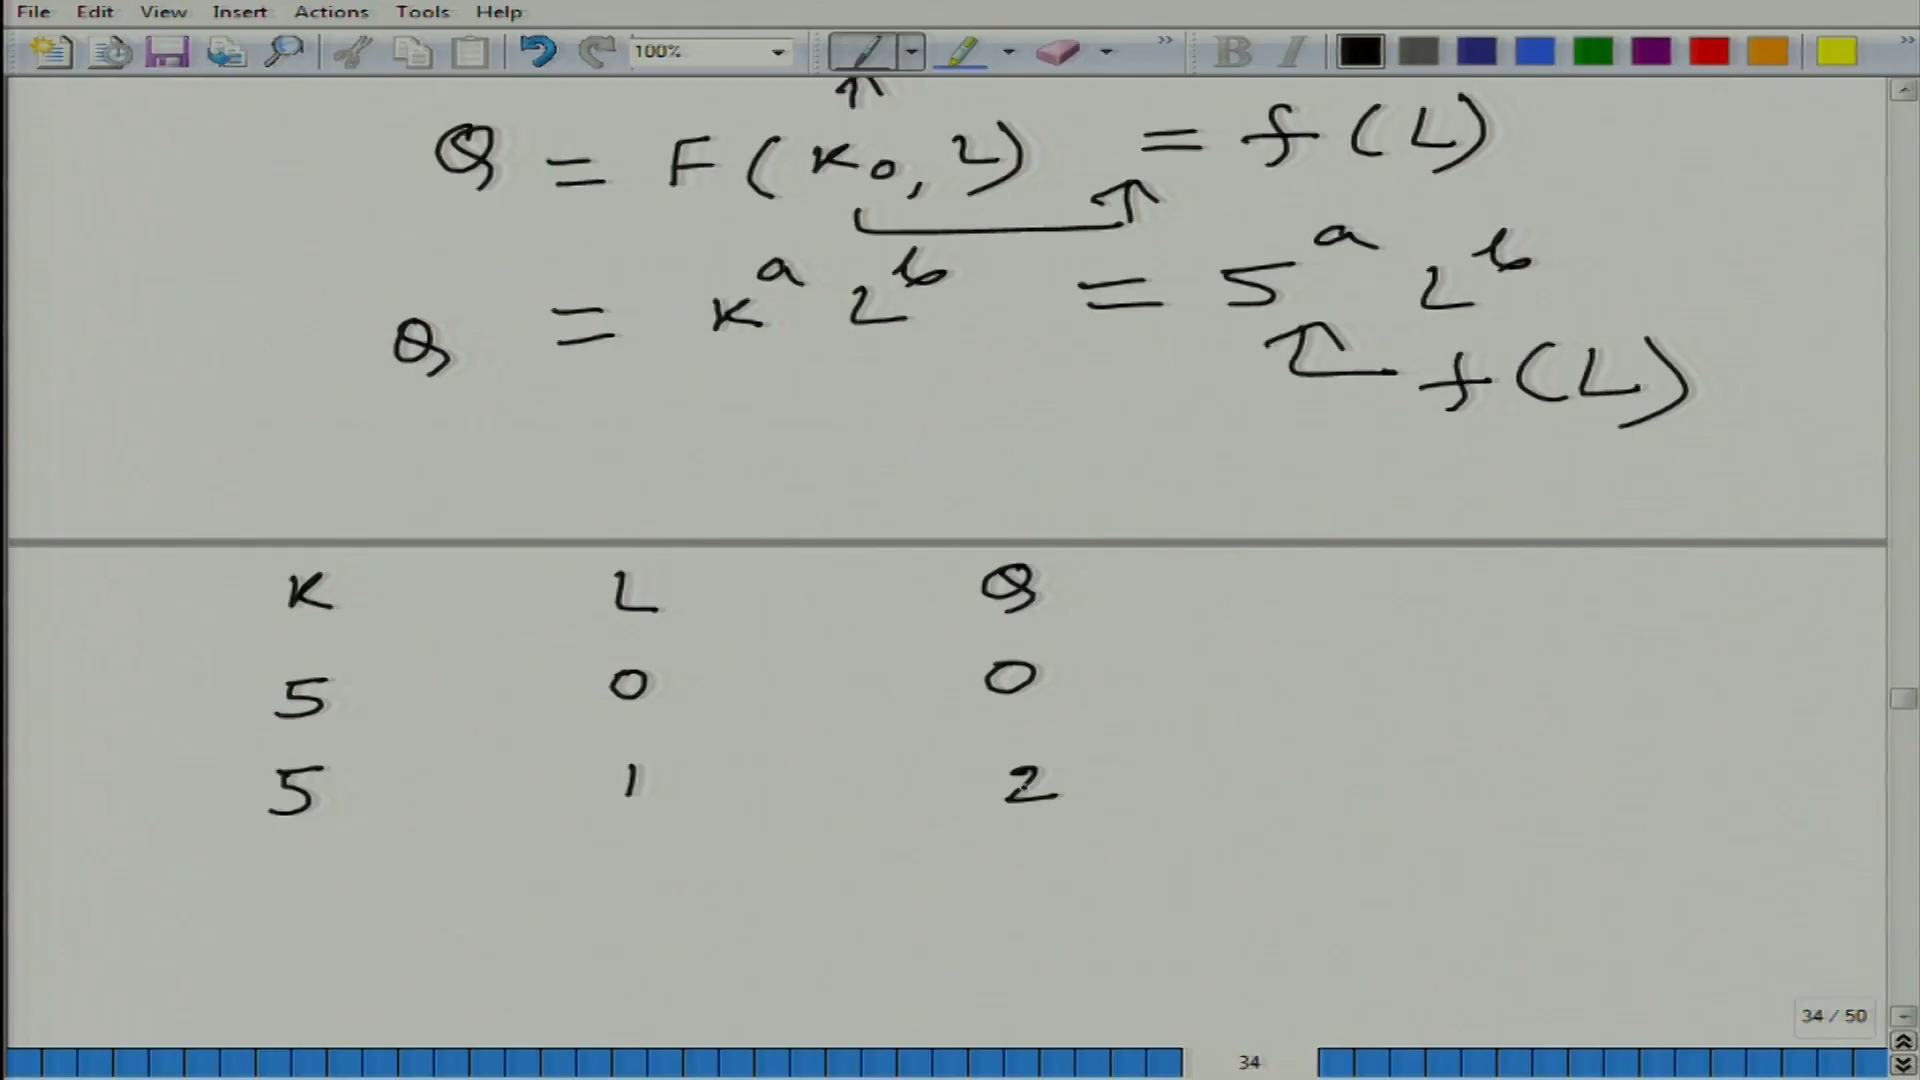 File Edit View Insert Actions Tools Help
100% B I
Q = F(K₀, L) = f(L)
Q = K^a L^b = 5^a L^b
f(L)
K L Q
5 0 0
5 1 2
34 / 50
34